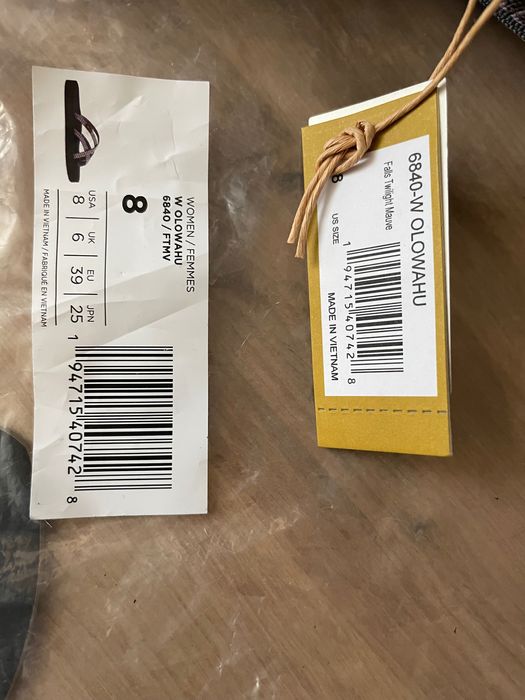 WOMEN / FEMMES
W OLOWAHU
6840 / FTMV
8
USA | UK | EU | JPN
8 | 6 | 39 | 25
MADE IN VIETNAM / FABRIQUÉ EN VIETNAM
1 94715 40742 8
6840-W OLOWAHU
Falls Twilight Mauve
1 94715 40742 8
8 US SIZE MADE IN VIETNAM